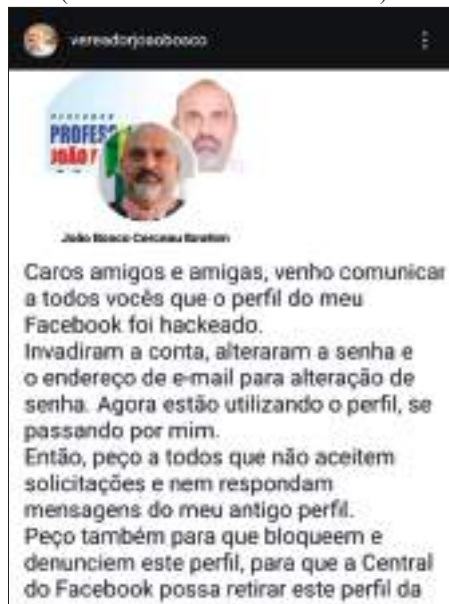 vereadorjoaobosco
PROFESS
JOÃO
João Bosco Cerceau Ibrahim
Caros amigos e amigas, venho comunicar
a todos vocês que o perfil do meu
Facebook foi hackeado.
Invadiram a conta, alteraram a senha e
o endereço de e-mail para alteração de
senha. Agora estão utilizando o perfil, se
passando por mim.
Então, peço a todos que não aceitem
solicitações e nem respondam
mensagens do meu antigo perfil.
Peço também para que bloqueem e
denunciem este perfil, para que a Central
do Facebook possa retirar este perfil da